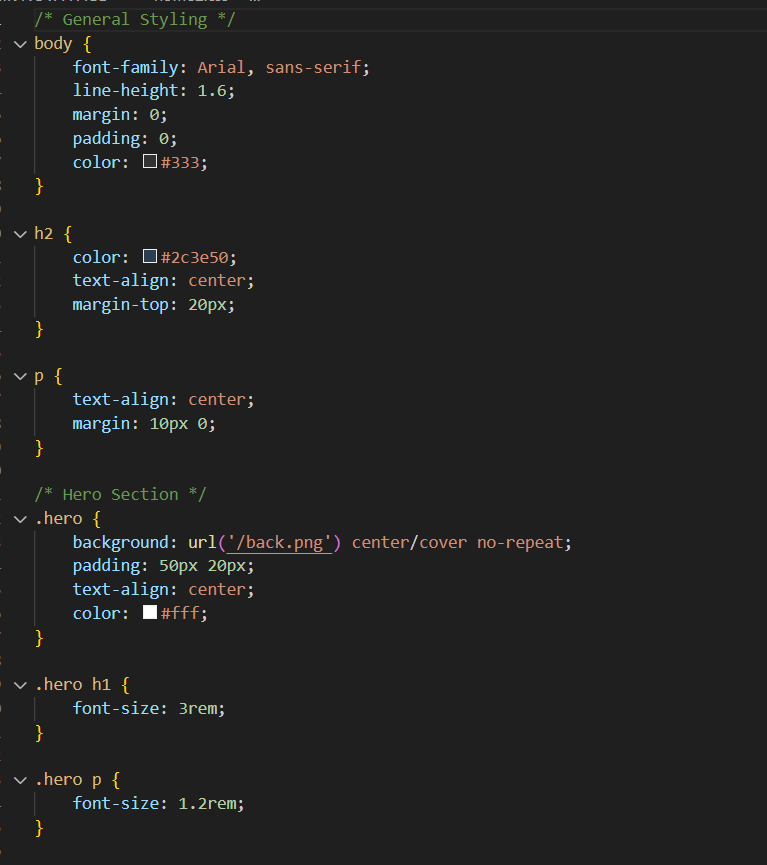 /* General Styling */
body {
    font-family: Arial, sans-serif;
    line-height: 1.6;
    margin: 0;
    padding: 0;
    color: #333;
}

h2 {
    color: #2c3e50;
    text-align: center;
    margin-top: 20px;
}

p {
    text-align: center;
    margin: 10px 0;
}

/* Hero Section */
.hero {
    background: url('/back.png') center/cover no-repeat;
    padding: 50px 20px;
    text-align: center;
    color: #fff;
}

.hero h1 {
    font-size: 3rem;
}

.hero p {
    font-size: 1.2rem;
}